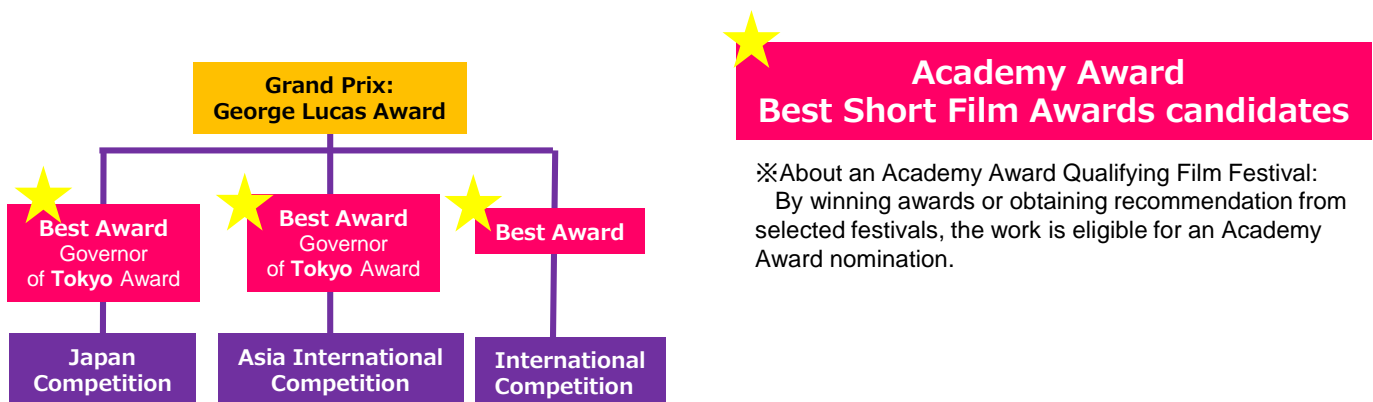 Grand Prix:
George Lucas Award
Best Award
Governor
of Tokyo Award
Best Award
Governor
of Tokyo Award
Best Award
Japan
Competition
Asia International
Competition
International
Competition
Academy Award
Best Short Film Awards candidates
※About an Academy Award Qualifying Film Festival:
By winning awards or obtaining recommendation from
selected festivals, the work is eligible for an Academy
Award nomination.